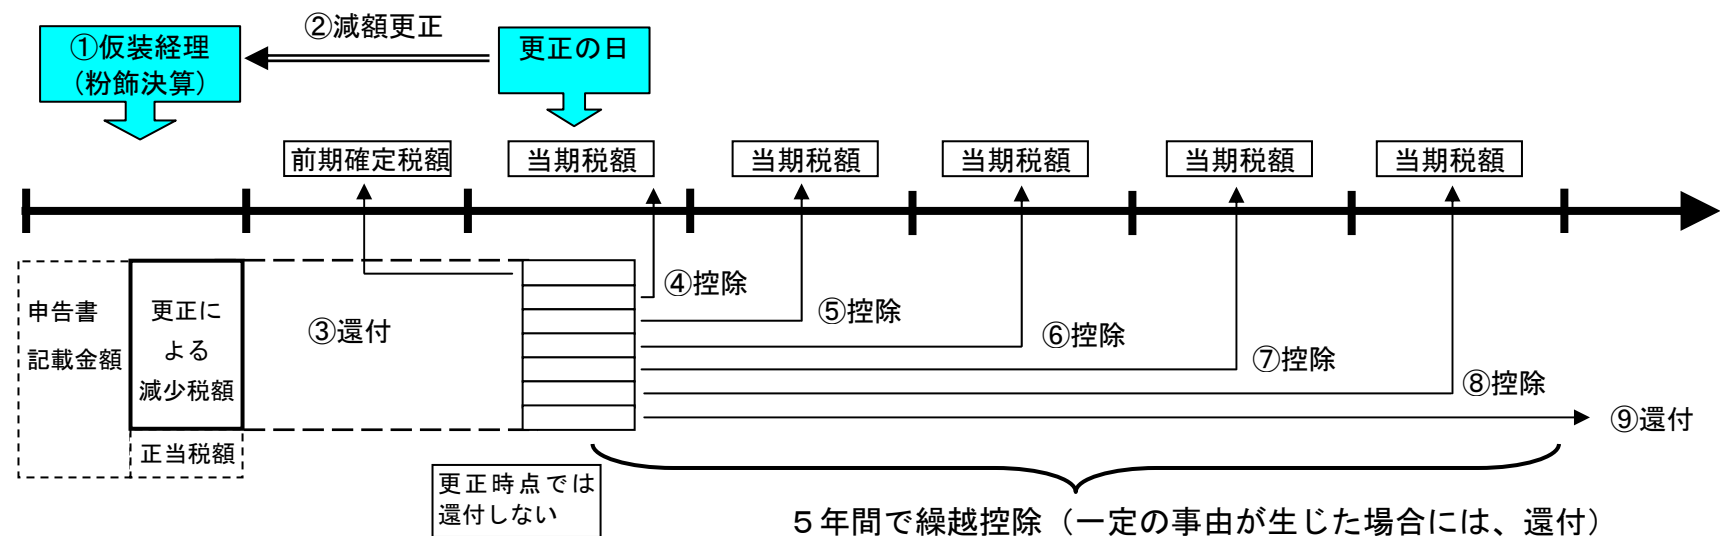 ①仮装経理
（粉飾決算）
②減額更正
更正の日
前期確定税額
当期税額
当期税額
当期税額
当期税額
当期税額
申告書
記載金額
更正に
よる
減少税額
正当税額
③還付
④控除
⑤控除
⑥控除
⑦控除
⑧控除
⑨還付
更正時点では
還付しない
５年間で繰越控除（一定の事由が生じた場合には、還付）